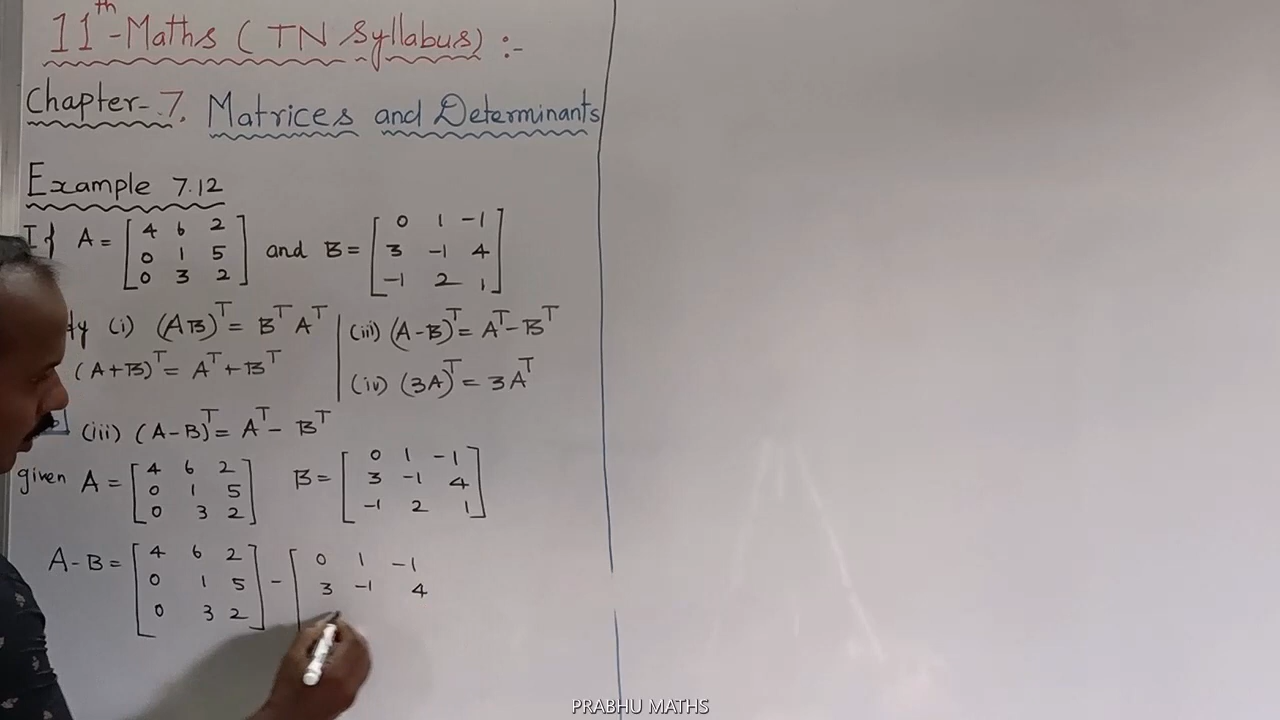 11th-Maths (TN Syllabus) :-
Chapter-7. Matrices and Determinants
Example 7.12
If A = [4 6 2; 0 1 5; 0 3 2] and B = [0 1 -1; 3 -1 4; -1 2 1]
fy (i) (AB)^T = B^T A^T | (iii) (A-B)^T = A^T - B^T
(A+B)^T = A^T + B^T | (iv) (3A)^T = 3A^T
(iii) (A-B)^T = A^T - B^T
given A = [4 6 2; 0 1 5; 0 3 2] B = [0 1 -1; 3 -1 4; -1 2 1]
A-B = [4 6 2; 0 1 5; 0 3 2] - [0 1 -1; 3 -1 4
PRABHU MATHS